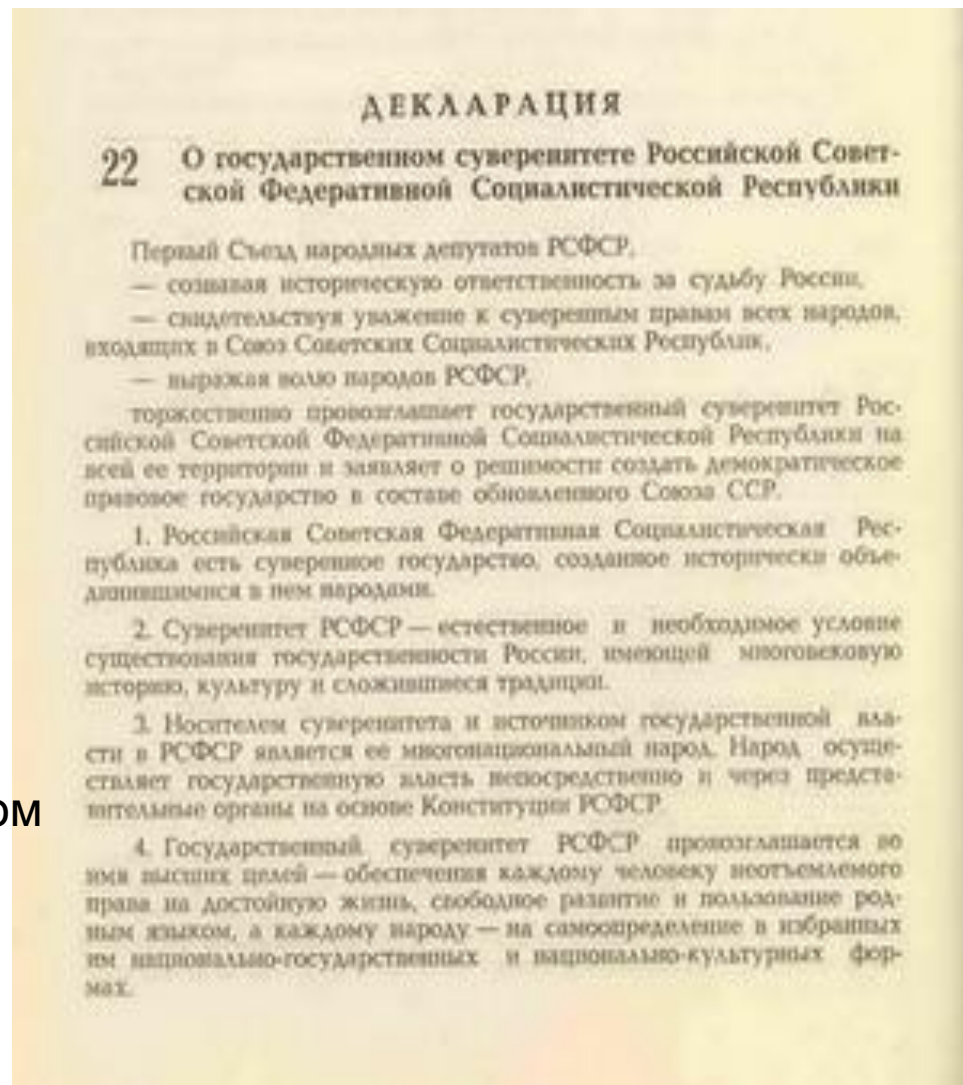 ДЕКЛАРАЦИЯ
22 О государственном суверенитете Российской Совет-
ской Федеративной Социалистической Республики
Первый Съезд народных депутатов РСФСР,
— сознавая историческую ответственность за судьбу России,
— свидетельствуя уважение к суверенным правам всех народов,
входящих в Союз Советских Социалистических Республик,
— выражая волю народов РСФСР,
торжественно провозглашает государственный суверенитет Рос-
сийской Советской Федеративной Социалистической Республики на
всей ее территории и заявляет о решимости создать демократическое
правовое государство в составе обновленного Союза ССР.
1. Российская Советская Федеративная Социалистическая Рес-
публика есть суверенное государство, созданное исторически объе-
динившимися в нем народами.
2. Суверенитет РСФСР — естественное и необходимое условие
существования государственности России, имеющей многовековую
историю, культуру и сложившиеся традиции.
3. Носителем суверенитета и источником государственной вла-
сти в РСФСР является ее многонациональный народ. Народ осуще-
ствляет государственную власть непосредственно и через предста-
вительные органы на основе Конституции РСФСР.
ом
4. Государственный суверенитет РСФСР провозглашается во
имя высших целей — обеспечения каждому человеку неотъемлемого
права на достойную жизнь, свободное развитие и пользование род-
ным языком, а каждому народу — на самоопределение в избранных
им национально-государственных и национально-культурных фор-
мах.